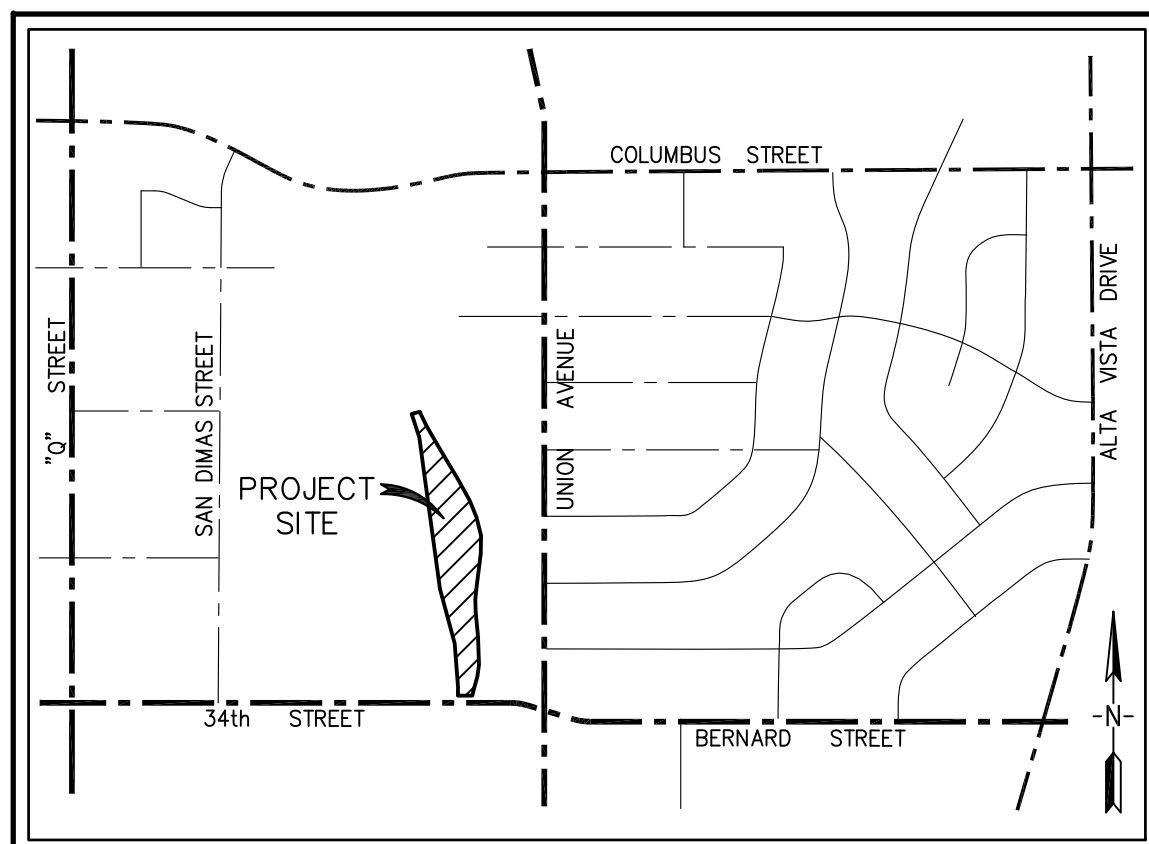 COLUMBUS STREET
"Q" STREET
SAN DIMAS STREET
UNION AVENUE
ALTA VISTA DRIVE
PROJECT
SITE
34th STREET
BERNARD STREET
-N-